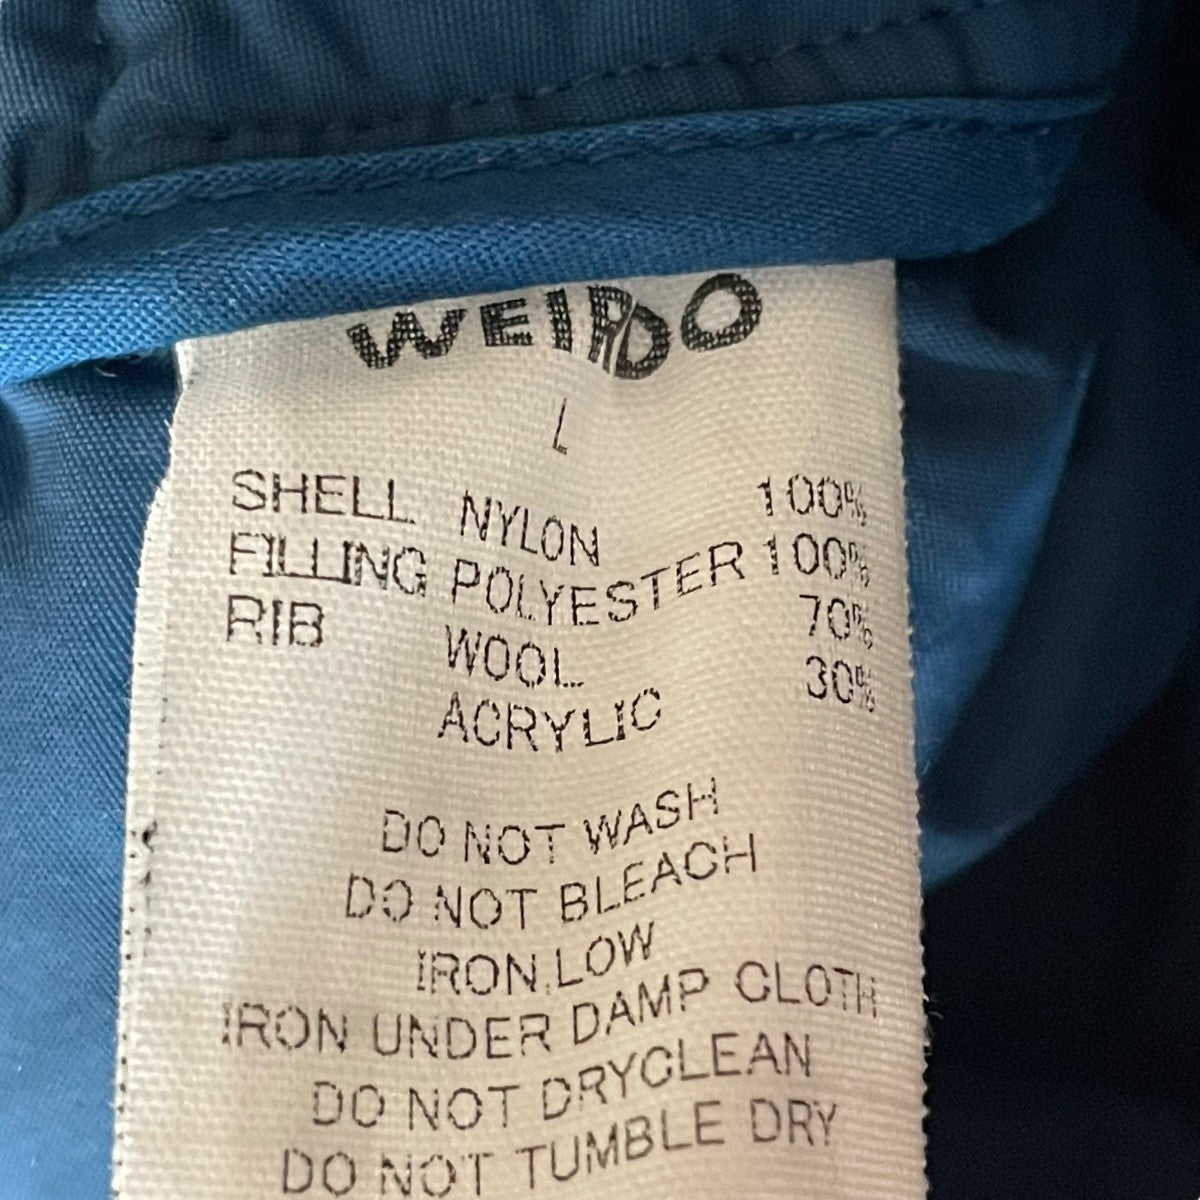 WEIRDO
L
SHELL NYLON 100%
FILLING POLYESTER 100%
RIB WOOL 70%
ACRYLIC 30%
DO NOT WASH
DO NOT BLEACH
IRON LOW
IRON UNDER DAMP CLOTH
DO NOT DRYCLEAN
DO NOT TUMBLE DRY